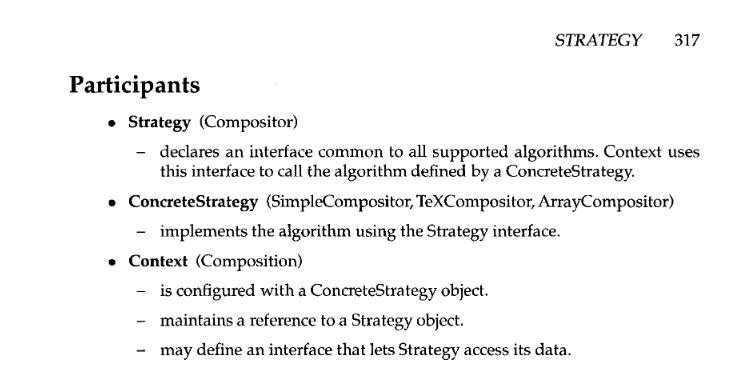 STRATEGY 317
Participants
• Strategy (Compositor)
– declares an interface common to all supported algorithms. Context uses
this interface to call the algorithm defined by a ConcreteStrategy.
• ConcreteStrategy (SimpleCompositor, TeXCompositor, ArrayCompositor)
– implements the algorithm using the Strategy interface.
• Context (Composition)
– is configured with a ConcreteStrategy object.
– maintains a reference to a Strategy object.
– may define an interface that lets Strategy access its data.